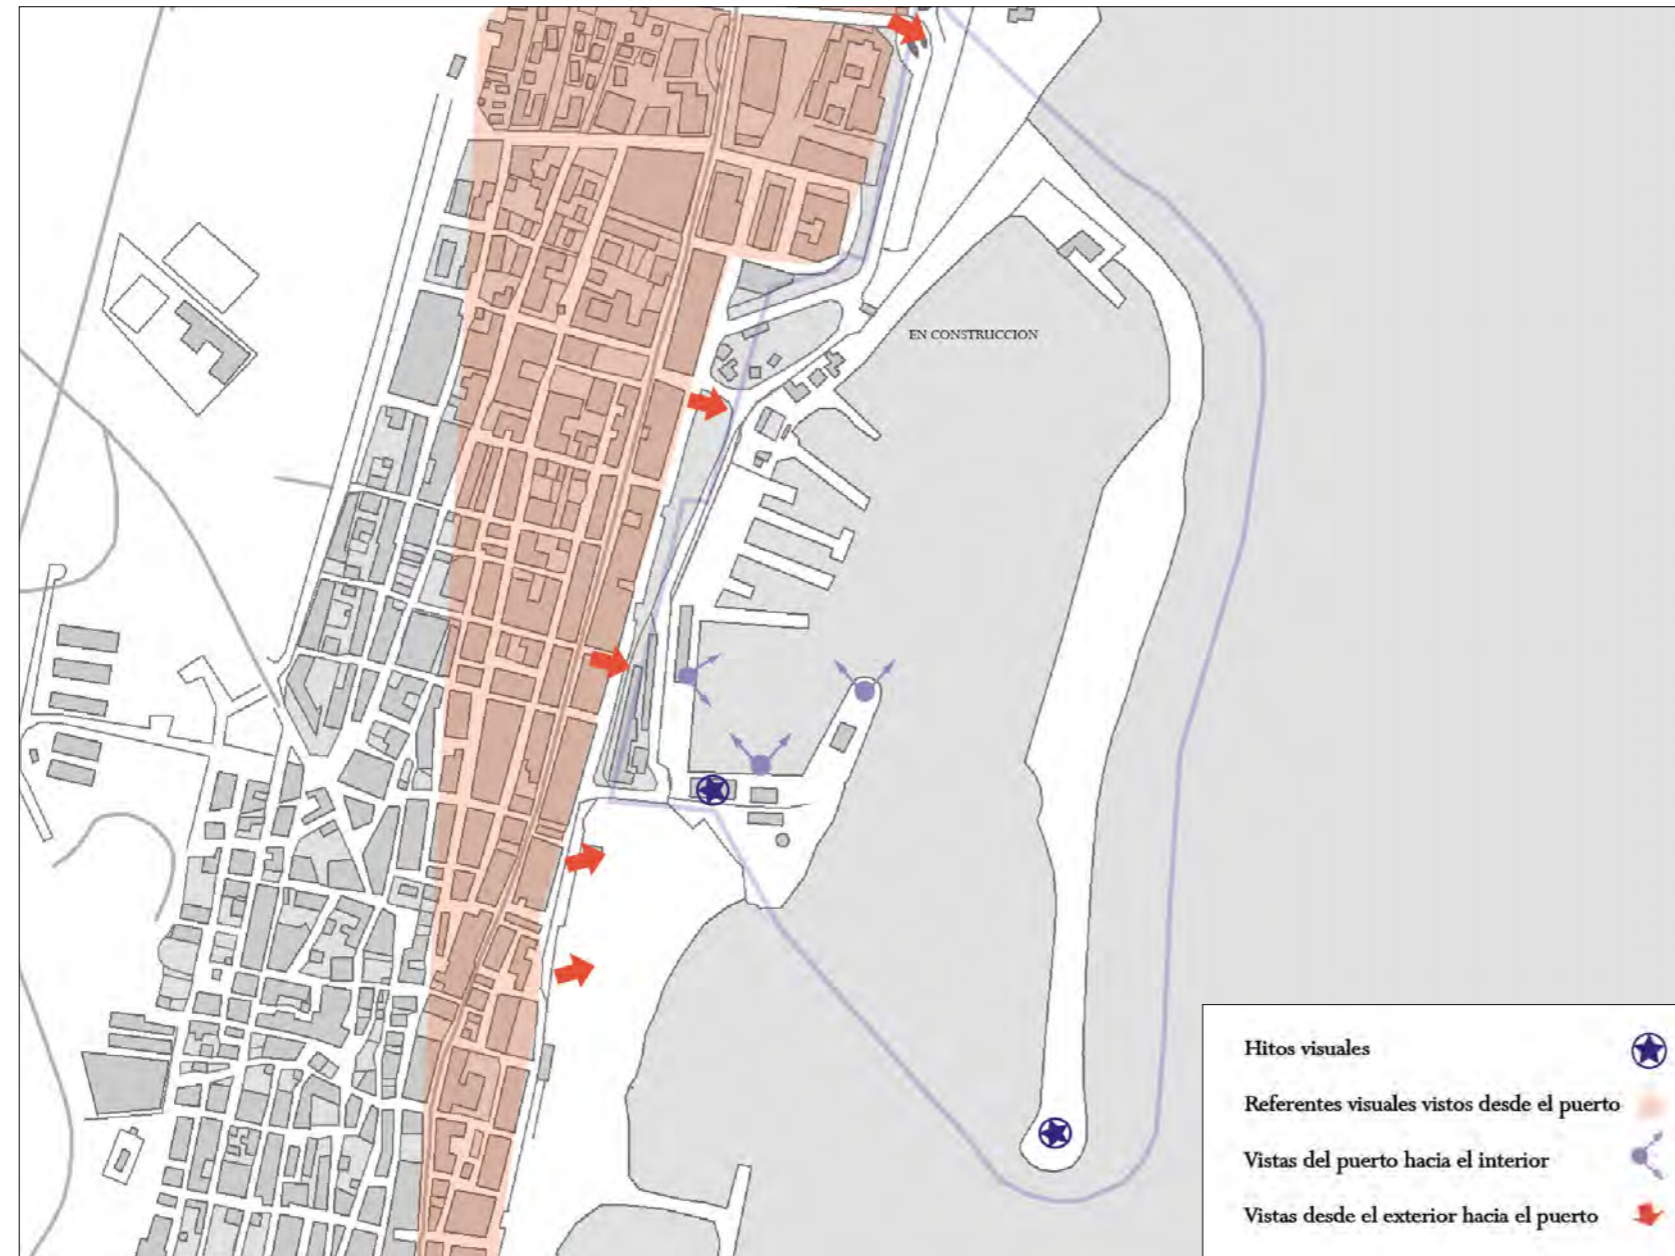 EN CONSTRUCCION
Hitos visuales
Referentes visuales vistos desde el puerto
Vistas del puerto hacia el interior
Vistas desde el exterior hacia el puerto